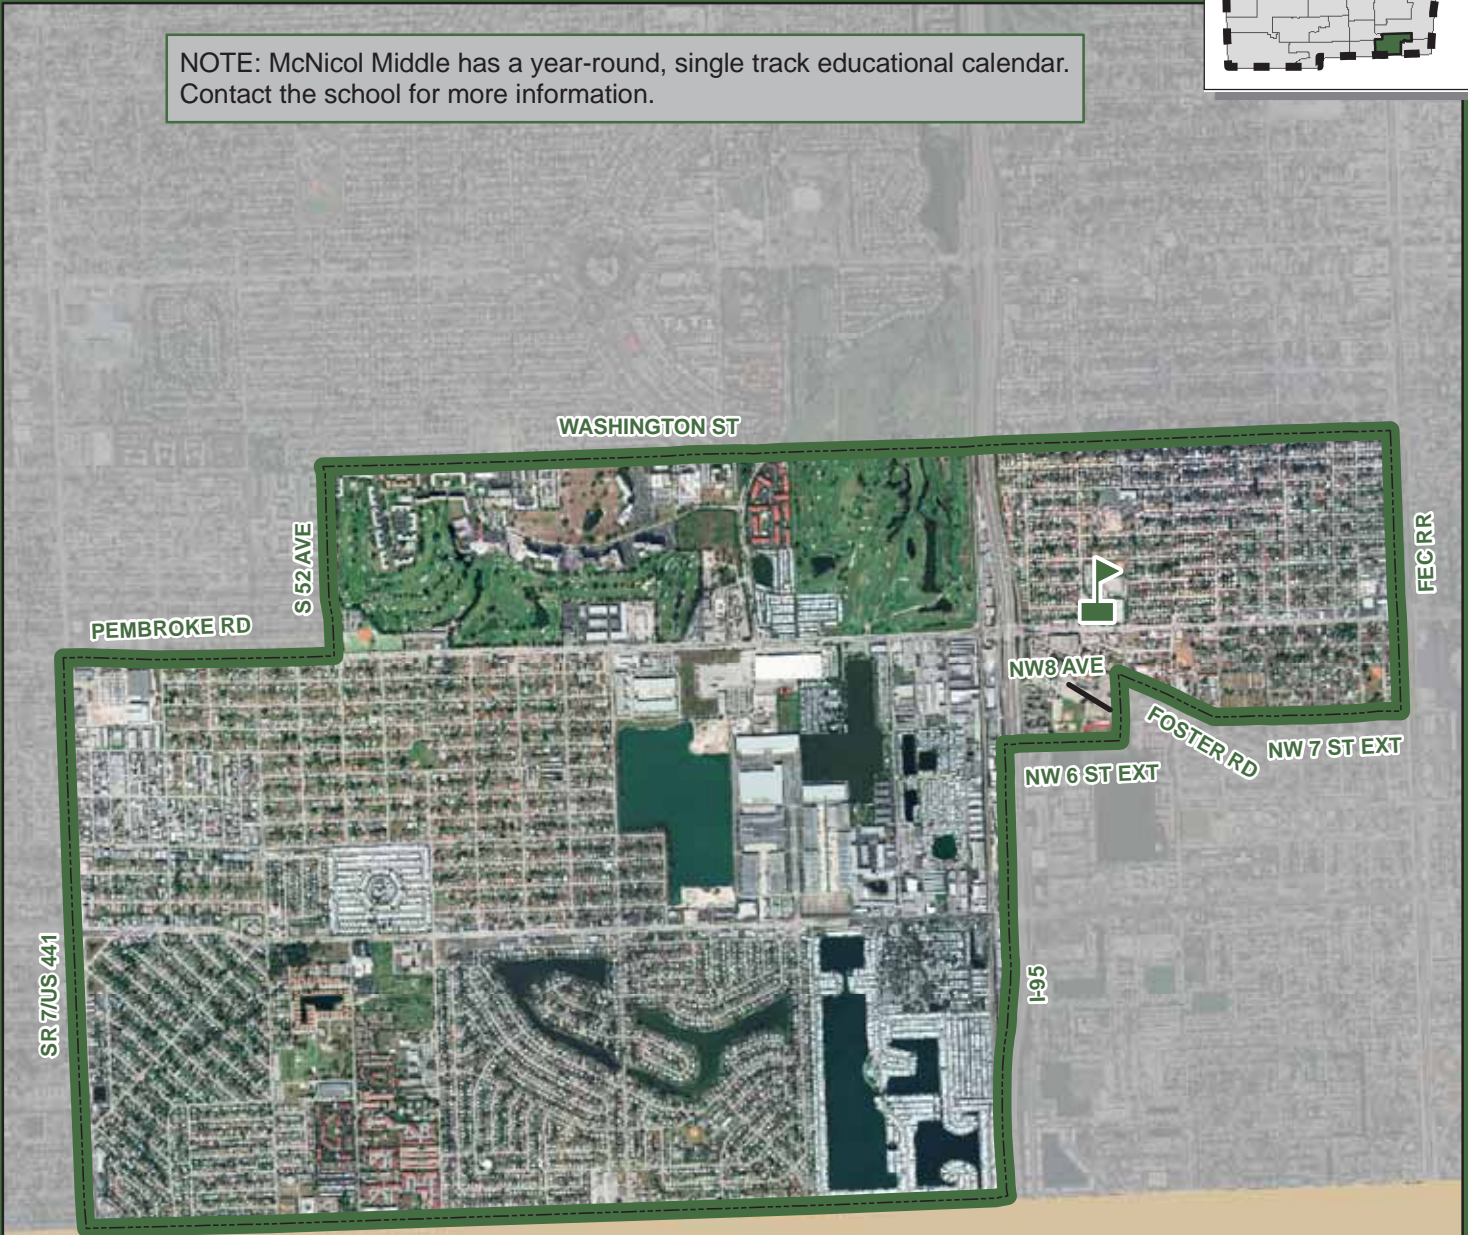 NOTE: McNicol Middle has a year-round, single track educational calendar.
Contact the school for more information.
WASHINGTON ST
S 52 AVE
FEC RR
PEMBROKE RD
NW8 AVE
FOSTER RD
NW 7 ST EXT
NW 6 ST EXT
SR 7/US 441
I-95